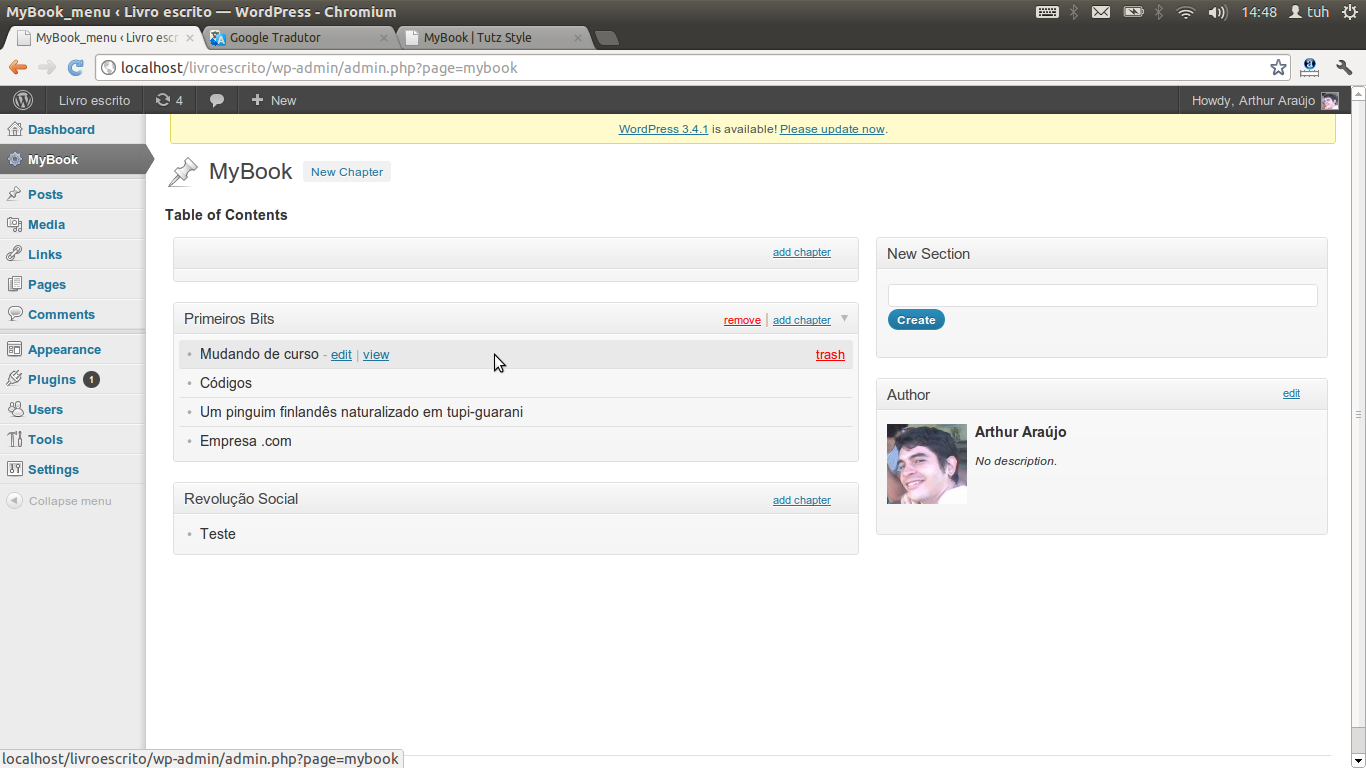 MyBook_menu ‹ Livro escrito — WordPress - Chromium
14:48 tuh
MyBook_menu ‹ Livro escr
Google Tradutor
MyBook | Tutz Style
localhost/livroescrito/wp-admin/admin.php?page=mybook
Livro escrito 4 New
Howdy, Arthur Araújo
Dashboard
MyBook
Posts
Media
Links
Pages
Comments
Appearance
Plugins 1
Users
Tools
Settings
Collapse menu
WordPress 3.4.1 is available! Please update now.
MyBook New Chapter
Table of Contents
add chapter
Primeiros Bits remove | add chapter
Mudando de curso - edit | view trash
Códigos
Um pinguim finlandês naturalizado em tupi-guarani
Empresa .com
Revolução Social add chapter
Teste
New Section
Create
Author edit
Arthur Araújo
No description.
localhost/livroescrito/wp-admin/admin.php?page=mybook